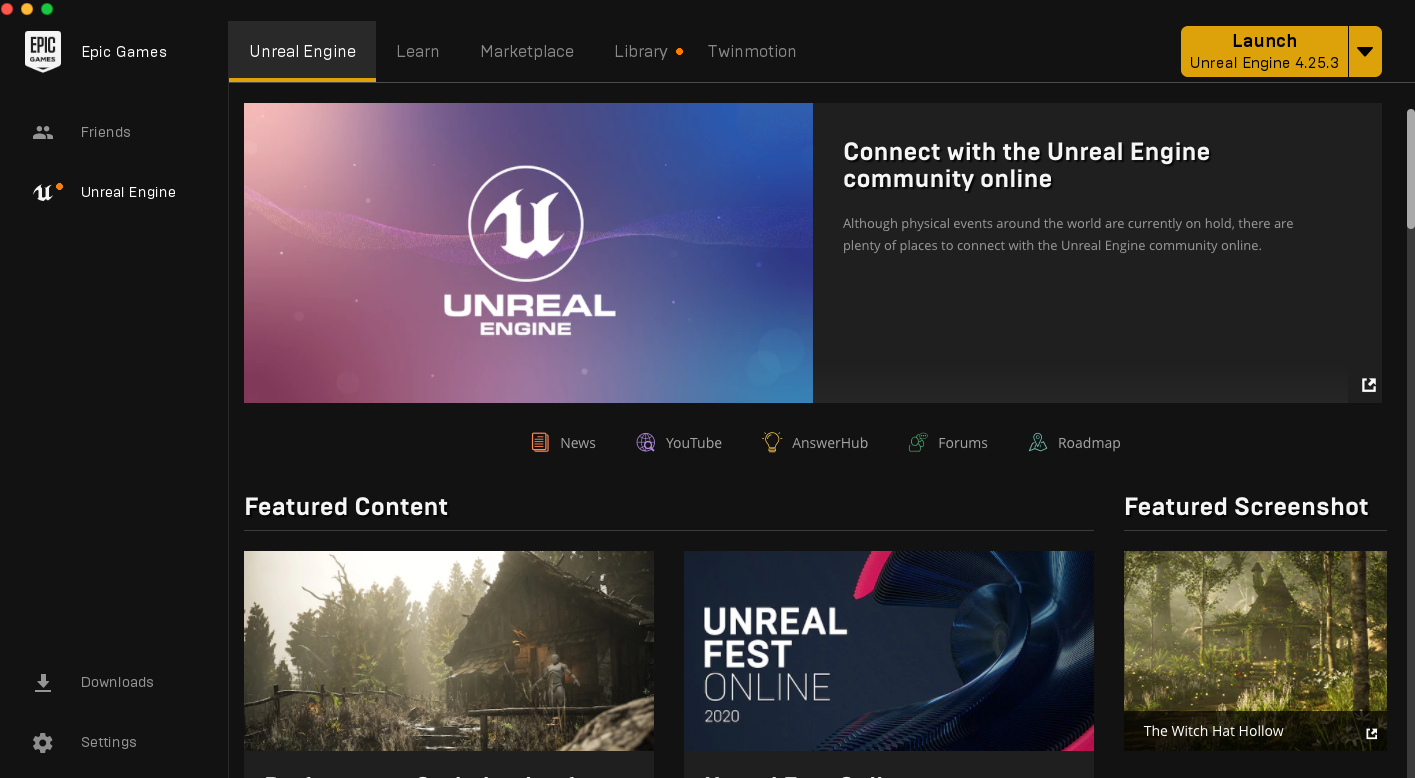 EPIC
GAMES
Epic Games
Unreal Engine
Learn
Marketplace
Library
Twinmotion
Launch
Unreal Engine 4.25.3
Friends
Unreal Engine
UNREAL
ENGINE
Connect with the Unreal Engine
community online
Although physical events around the world are currently on hold, there are
plenty of places to connect with the Unreal Engine community online.
News
YouTube
AnswerHub
Forums
Roadmap
Featured Content
Featured Screenshot
UNREAL
FEST
ONLINE
2020
The Witch Hat Hollow
Downloads
Settings